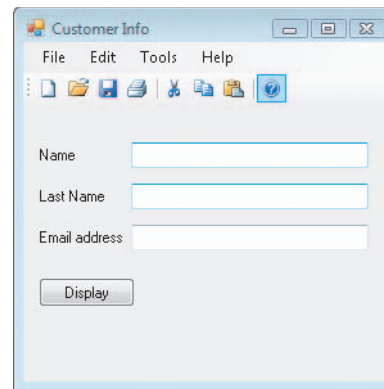 Customer Info
File Edit Tools Help
Name
Last Name
Email address
Display